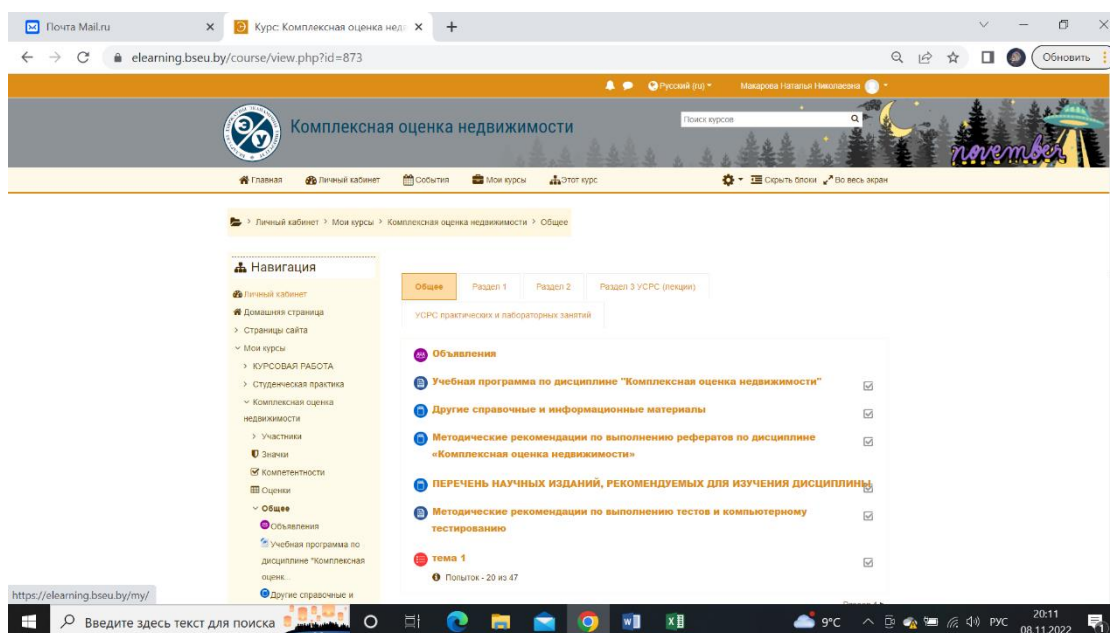 Почта Mail.ru
Курс: Комплексная оценка нед
elearning.bseu.by/course/view.php?id=873
Обновить
Русский (ru)
Макарова Наталья Николаевна
Комплексная оценка недвижимости
Поиск курсов
november
Главная Личный кабинет События Мои курсы Этот курс Скрыть блоки Во весь экран
> Личный кабинет > Мои курсы > Комплексная оценка недвижимости > Общее
Навигация
Личный кабинет
Домашняя страница
Страницы сайта
Мои курсы
КУРСОВАЯ РАБОТА
Студенческая практика
Комплексная оценка
недвижимости
Участники
Значки
Компетентности
Оценки
Общее
Объявления
Учебная программа по
дисциплине "Комплексная
оценк...
Другие справочные и
Общее Раздел 1 Раздел 2 Раздел 3 УСРС (лекции)
УСРС практических и лабораторных занятий
Объявления
Учебная программа по дисциплине "Комплексная оценка недвижимости"
Другие справочные и информационные материалы
Методические рекомендации по выполнению рефератов по дисциплине
«Комплексная оценка недвижимости»
ПЕРЕЧЕНЬ НАУЧНЫХ ИЗДАНИЙ, РЕКОМЕНДУЕМЫХ ДЛЯ ИЗУЧЕНИЯ ДИСЦИПЛИНЫ
Методические рекомендации по выполнению тестов и компьютерному
тестированию
тема 1
Попыток - 20 из 47
https://elearning.bseu.by/my/
Введите здесь текст для поиска
9°C
РУС
20:11
08.11.2022